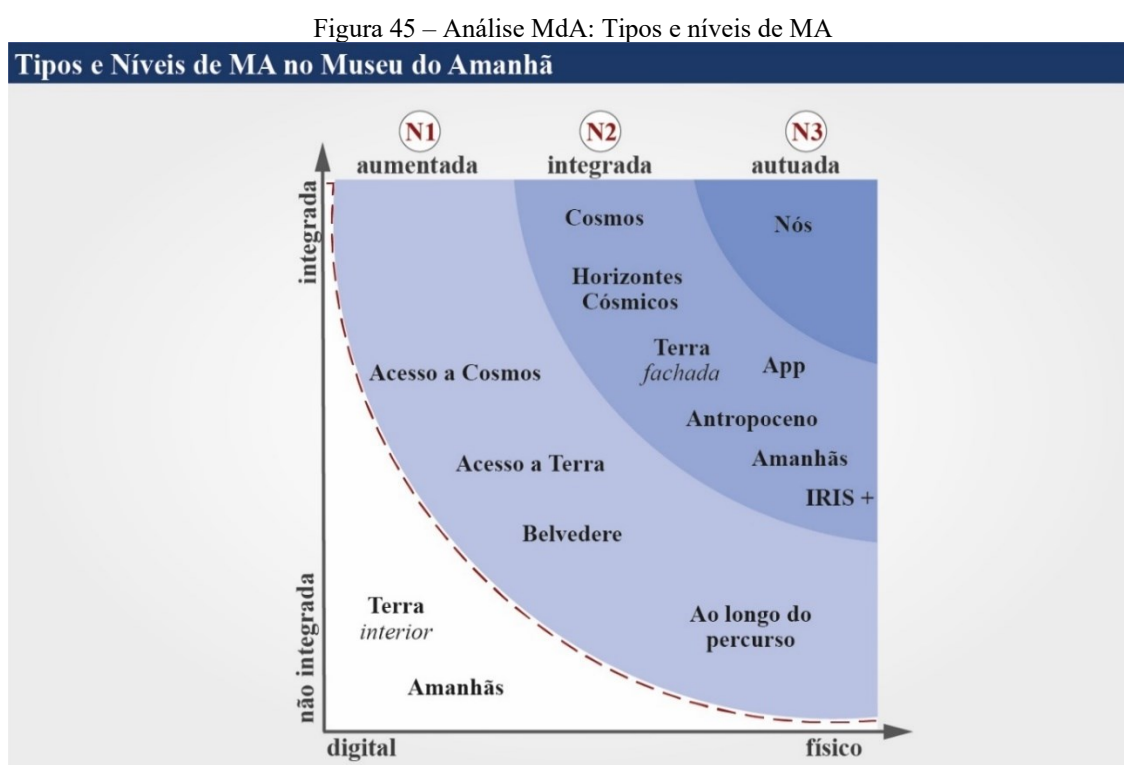 Figura 45 – Análise MdA: Tipos e níveis de MA
Tipos e Níveis de MA no Museu do Amanhã
N1
aumentada
N2
integrada
N3
autuada
integrada
não integrada
Cosmos
Nós
Horizontes
Cósmicos
Terra
fachada
App
Acesso a Cosmos
Antropoceno
Amanhãs
Acesso a Terra
IRIS +
Belvedere
Terra
interior
Ao longo do
percurso
Amanhãs
digital
físico